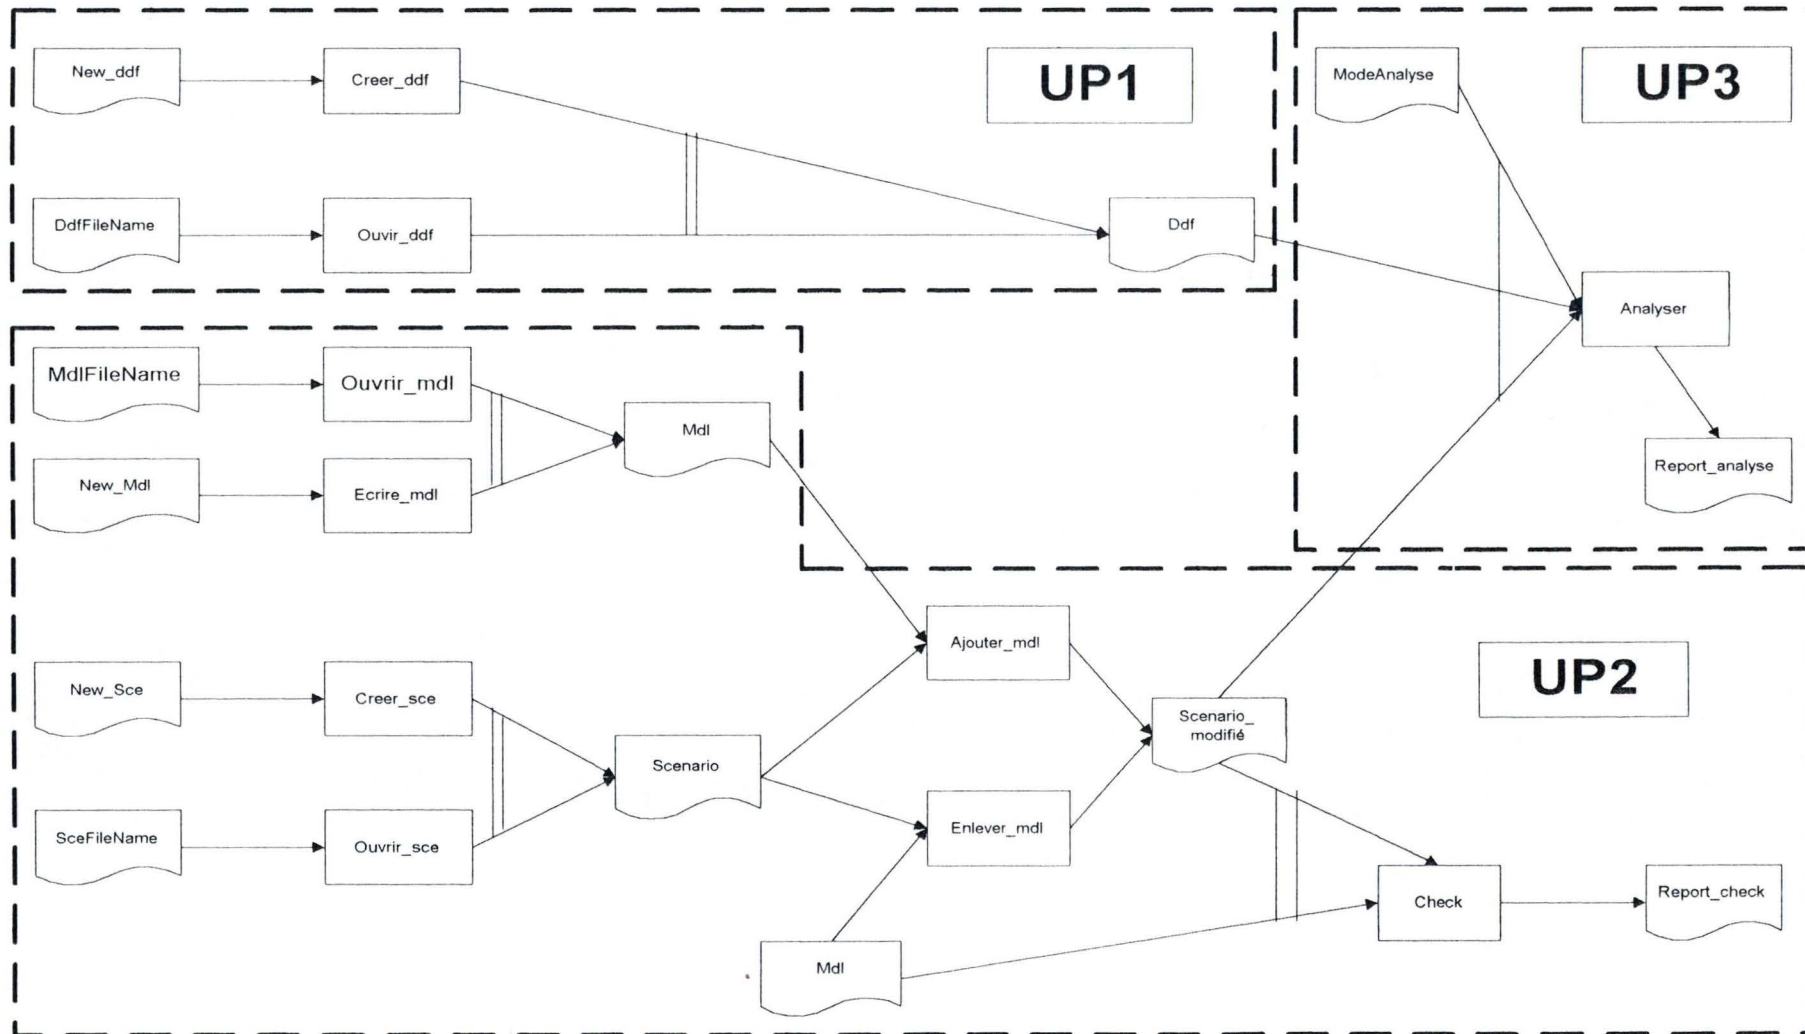 New_ddf
Creer_ddf
UP1
ModeAnalyse
UP3
DdfFileName
Ouvir_ddf
Ddf
Analyser
MdlFileName
Ouvrir_mdl
Mdl
New_Mdl
Ecrire_mdl
Report_analyse
Ajouter_mdl
New_Sce
Creer_sce
UP2
Scenario_
modifié
Scenario
SceFileName
Ouvrir_sce
Enlever_mdl
Check
Report_check
Mdl